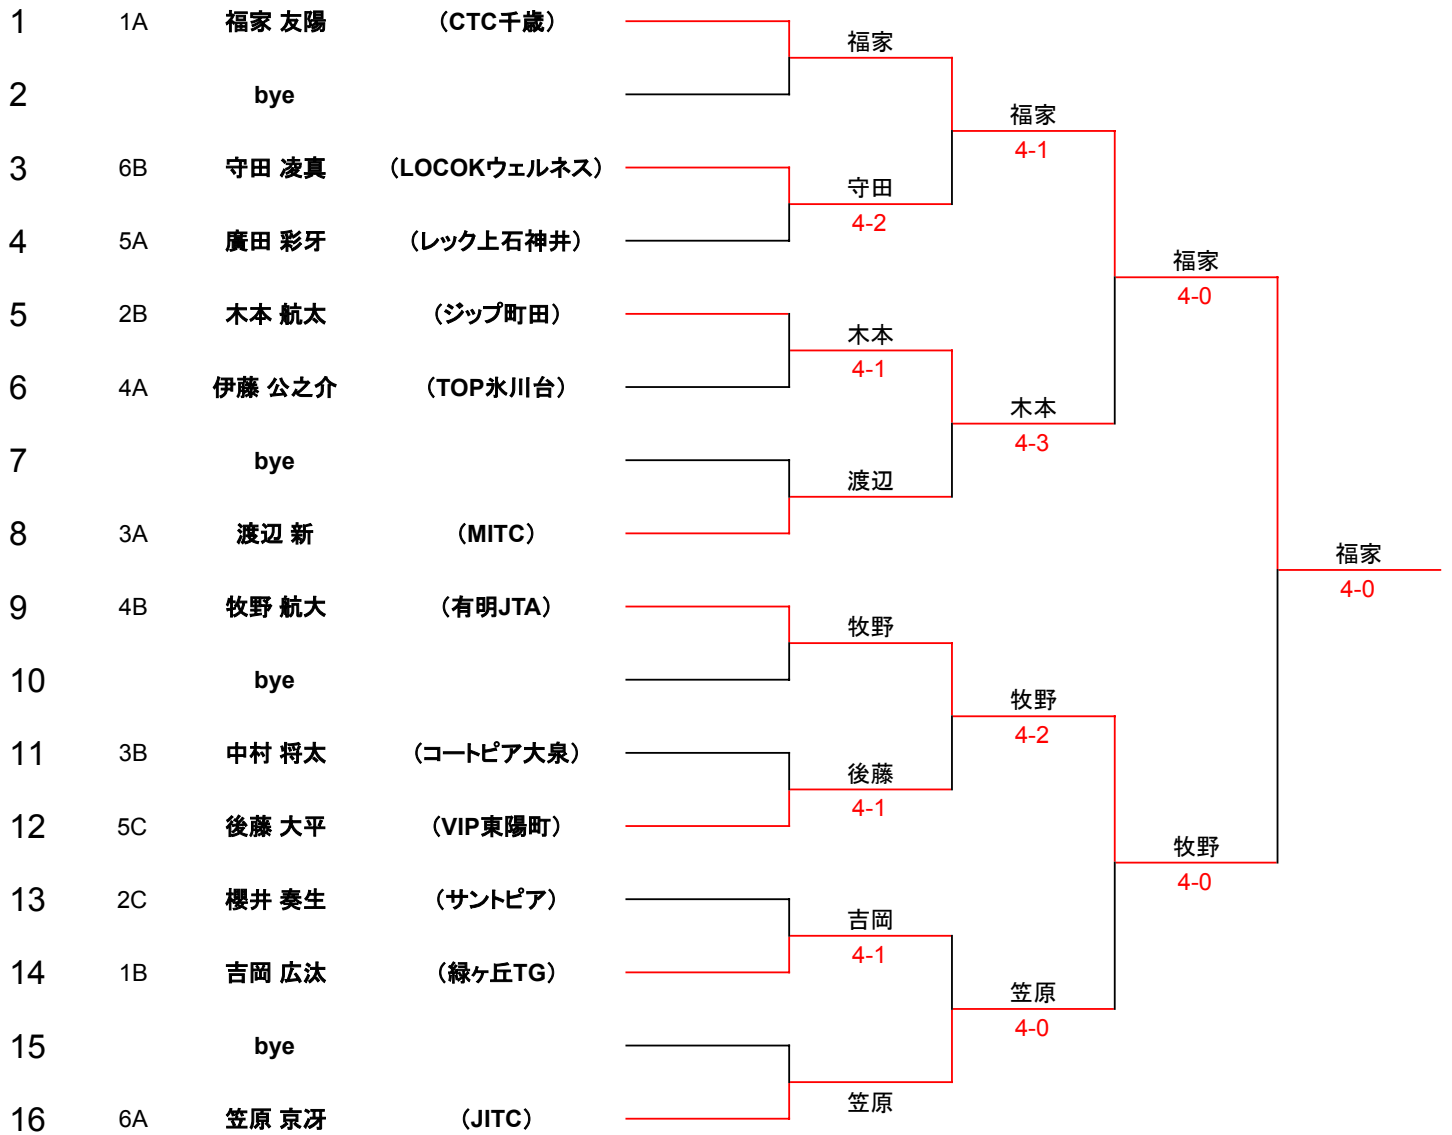 1 1A 福家 友陽 (CTC千歳)
福家
2 bye
福家
4-1
3 6B 守田 凌真 (LOCOKウェルネス)
守田
4-2
4 5A 廣田 彩牙 (レック上石神井)
福家
4-0
5 2B 木本 航太 (ジップ町田)
木本
4-1
6 4A 伊藤 公之介 (TOP氷川台)
木本
4-3
7 bye
渡辺
8 3A 渡辺 新 (MITC)
福家
4-0
9 4B 牧野 航大 (有明JTA)
牧野
10 bye
牧野
4-2
11 3B 中村 将太 (コートピア大泉)
後藤
4-1
12 5C 後藤 大平 (VIP東陽町)
牧野
4-0
13 2C 櫻井 奏生 (サントピア)
吉岡
4-1
14 1B 吉岡 広汰 (緑ヶ丘TG)
笠原
4-0
15 bye
笠原
16 6A 笠原 京冴 (JITC)